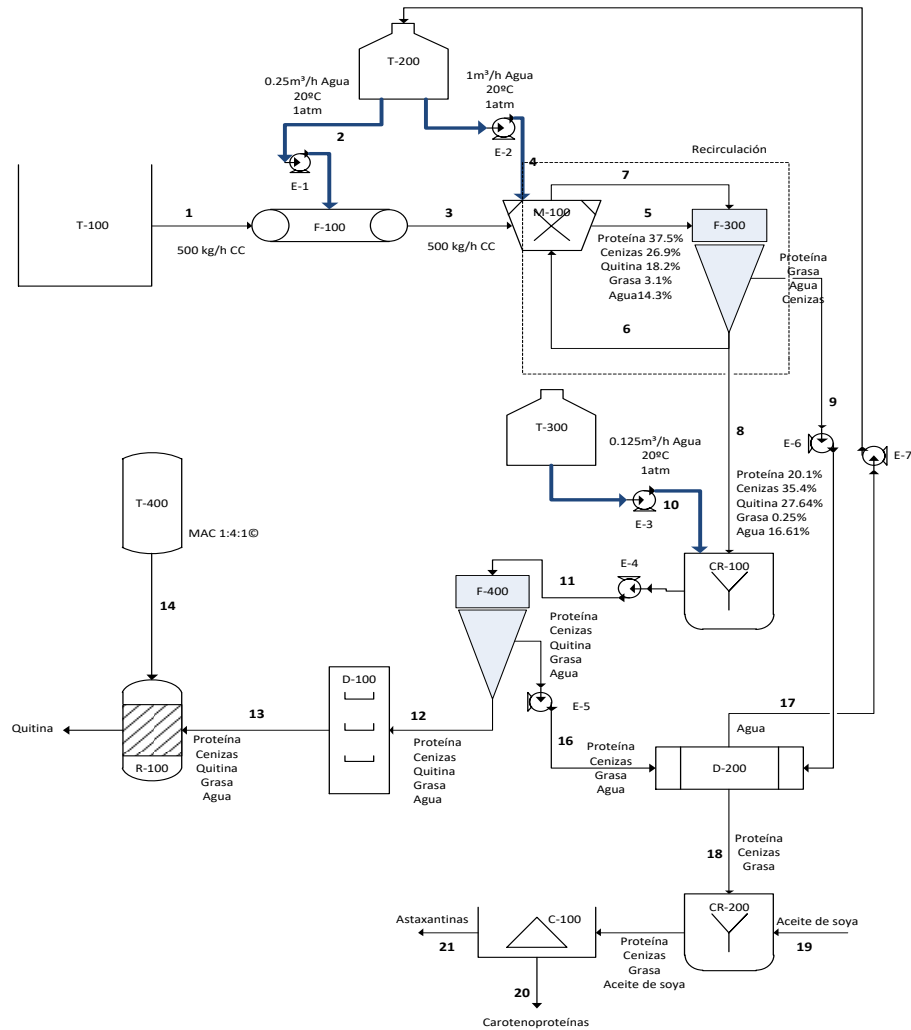 T-200
0.25m³/h Agua
20ºC
1atm
2
E-1
1m³/h Agua
20ºC
1atm
E-2
4
Recirculación
7
T-100
1
500 kg/h CC
F-100
3
500 kg/h CC
M-100
5
Proteína 37.5%
Cenizas 26.9%
Quitina 18.2%
Grasa 3.1%
Agua14.3%
F-300
Proteína
Grasa
Agua
Cenizas
6
T-300
0.125m³/h Agua
20ºC
1atm
10
E-3
8
9
E-6
E-7
Proteína 20.1%
Cenizas 35.4%
Quitina 27.64%
Grasa 0.25%
Agua 16.61%
T-400
MAC 1:4:1©
14
F-400
11
E-4
CR-100
Proteína
Cenizas
Quitina
Grasa
Agua
E-5
D-100
Quitina
R-100
13
Proteína
Cenizas
Quitina
Grasa
Agua
12
Proteína
Cenizas
Quitina
Grasa
Agua
16
Proteína
Cenizas
Grasa
Agua
17
Agua
D-200
18
Proteína
Cenizas
Grasa
Astaxantinas
21
C-100
20
Carotenoproteínas
Proteína
Cenizas
Grasa
Aceite de soya
CR-200
Aceite de soya
19